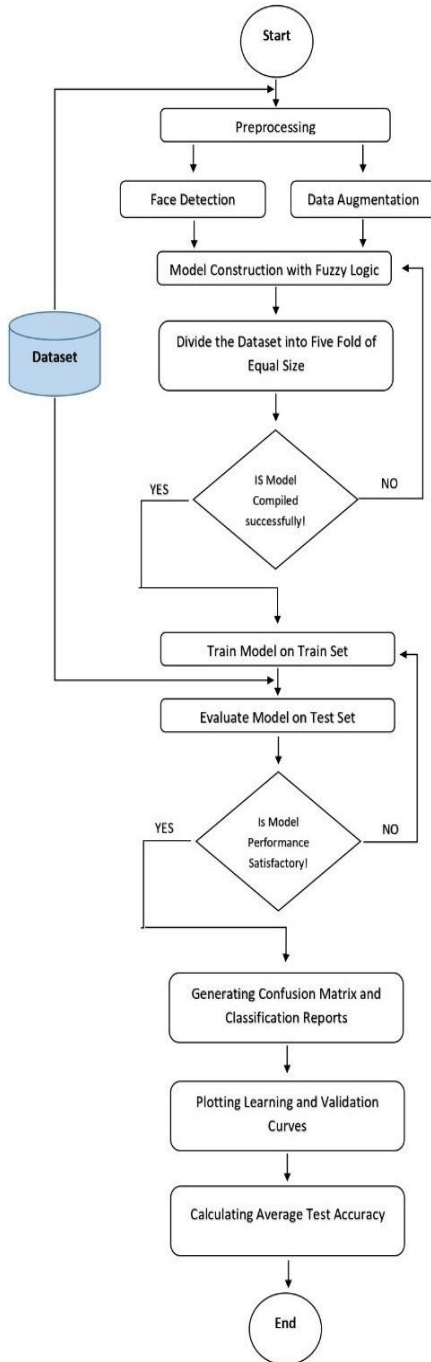 Start
Preprocessing
Face Detection
Data Augmentation
Model Construction with Fuzzy Logic
Dataset
Divide the Dataset into Five Fold of
Equal Size
YES
IS Model
Compiled
successfully!
NO
Train Model on Train Set
Evaluate Model on Test Set
YES
Is Model
Performance
Satisfactory!
NO
Generating Confusion Matrix and
Classification Reports
Plotting Learning and Validation
Curves
Calculating Average Test Accuracy
End